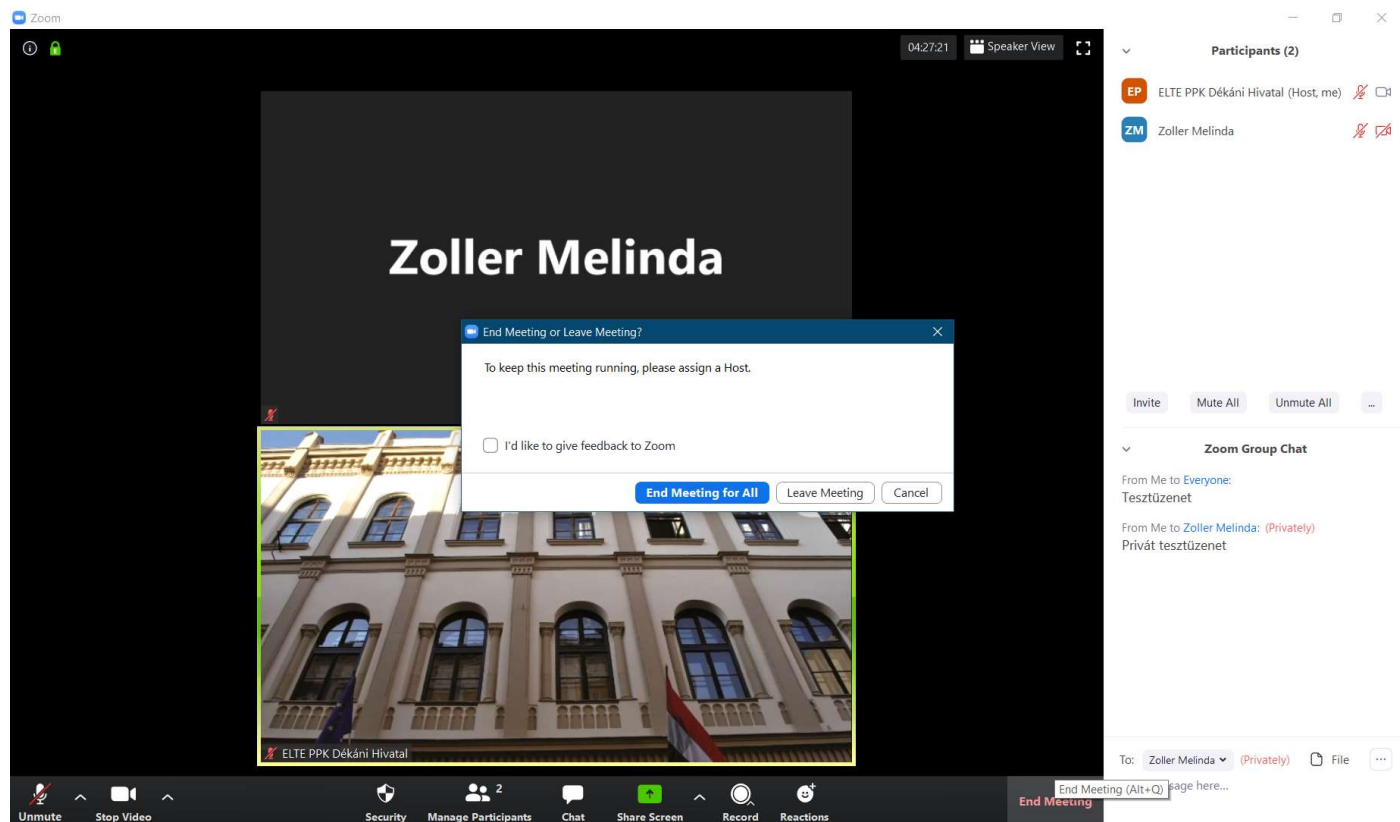 Zoom
04:27:21
Speaker View
Zoller Melinda
End Meeting or Leave Meeting?
To keep this meeting running, please assign a Host.
I'd like to give feedback to Zoom
End Meeting for All
Leave Meeting
Cancel
ELTE PPK Dékáni Hivatal
Unmute
Stop Video
Security
2
Manage Participants
Chat
Share Screen
Record
Reactions
End Meeting
End Meeting (Alt+Q)
Participants (2)
EP ELTE PPK Dékáni Hivatal (Host, me)
ZM Zoller Melinda
Invite
Mute All
Unmute All
...
Zoom Group Chat
From Me to Everyone:
Tesztüzenet
From Me to Zoller Melinda: (Privately)
Privát tesztüzenet
To: Zoller Melinda (Privately)
File
...
sage here...